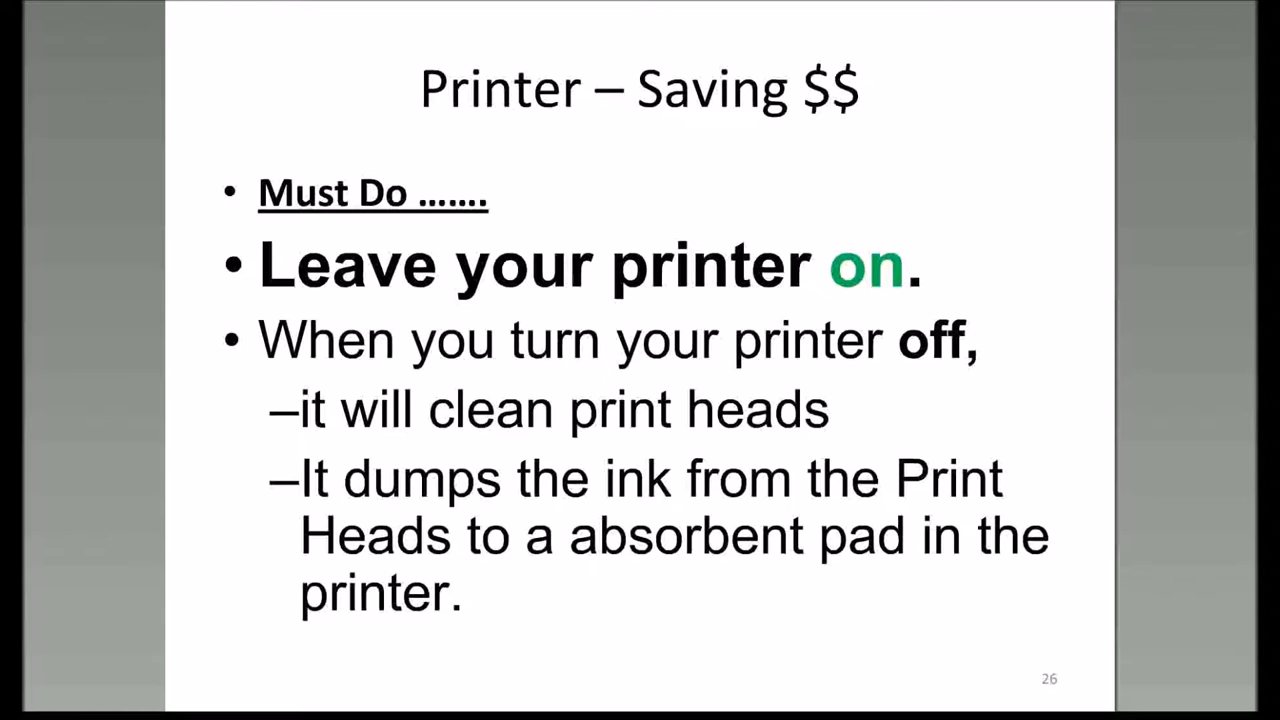 Printer – Saving $$
• Must Do …….
• Leave your printer on.
• When you turn your printer off,
–it will clean print heads
–It dumps the ink from the Print
Heads to a absorbent pad in the
printer.
26